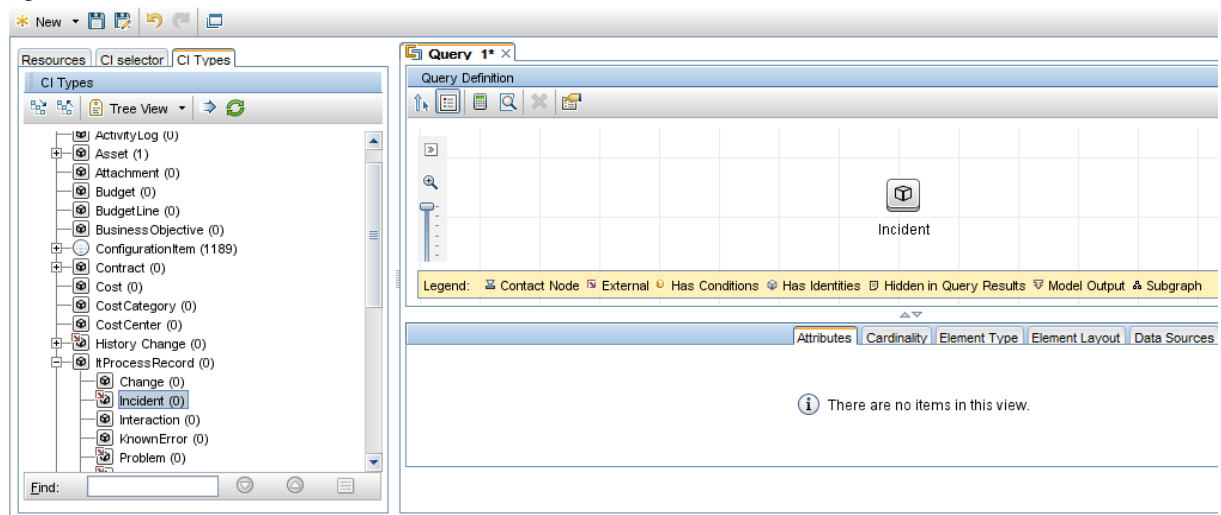 New
Resources CI selector CI Types
CI Types
Tree View
ActivityLog (0)
Asset (1)
Attachment (0)
Budget (0)
BudgetLine (0)
BusinessObjective (0)
ConfigurationItem (1189)
Contract (0)
Cost (0)
CostCategory (0)
CostCenter (0)
History Change (0)
ItProcessRecord (0)
Change (0)
Incident (0)
Interaction (0)
KnownError (0)
Problem (0)
Find:
Query 1*
Query Definition
Incident
Legend: Contact Node External Has Conditions Has Identities Hidden in Query Results Model Output Subgraph
Attributes Cardinality Element Type Element Layout Data Sources
There are no items in this view.